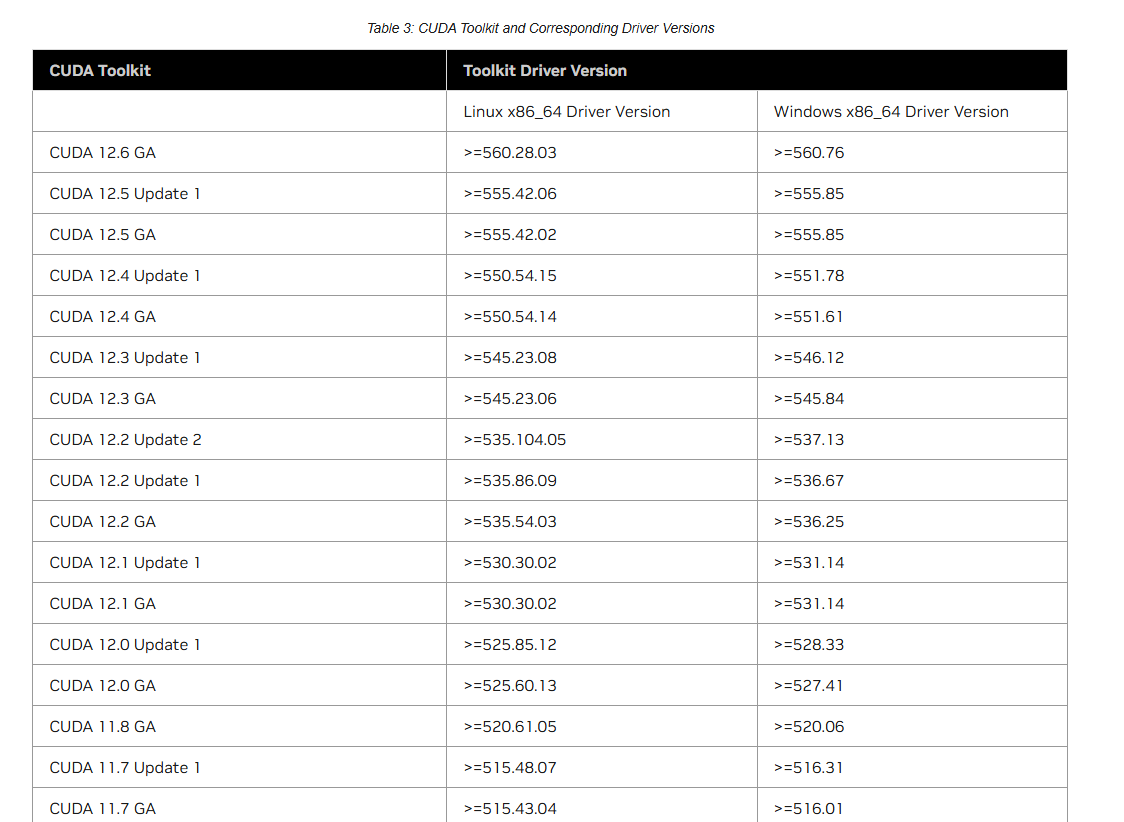 Table 3: CUDA Toolkit and Corresponding Driver Versions
CUDA Toolkit Toolkit Driver Version
Linux x86_64 Driver Version Windows x86_64 Driver Version
CUDA 12.6 GA >=560.28.03 >=560.76
CUDA 12.5 Update 1 >=555.42.06 >=555.85
CUDA 12.5 GA >=555.42.02 >=555.85
CUDA 12.4 Update 1 >=550.54.15 >=551.78
CUDA 12.4 GA >=550.54.14 >=551.61
CUDA 12.3 Update 1 >=545.23.08 >=546.12
CUDA 12.3 GA >=545.23.06 >=545.84
CUDA 12.2 Update 2 >=535.104.05 >=537.13
CUDA 12.2 Update 1 >=535.86.09 >=536.67
CUDA 12.2 GA >=535.54.03 >=536.25
CUDA 12.1 Update 1 >=530.30.02 >=531.14
CUDA 12.1 GA >=530.30.02 >=531.14
CUDA 12.0 Update 1 >=525.85.12 >=528.33
CUDA 12.0 GA >=525.60.13 >=527.41
CUDA 11.8 GA >=520.61.05 >=520.06
CUDA 11.7 Update 1 >=515.48.07 >=516.31
CUDA 11.7 GA >=515.43.04 >=516.01